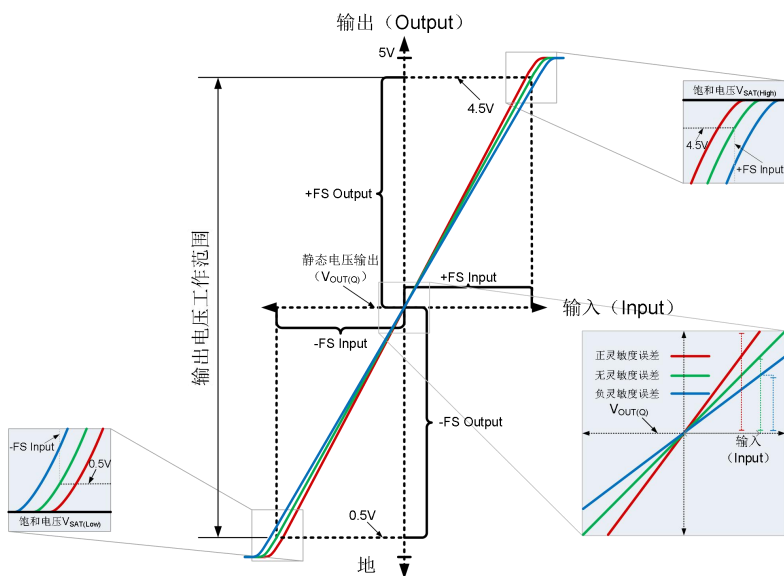 输出（Output）
5V
4.5V
+FS Output
输出电压工作范围
静态电压输出
（VOUT(Q)）
+FS Input
输入（Input）
-FS Input
-FS Output
0.5V
地
饱和电压VSAT(High)
4.5V
+FS Input
正灵敏度误差
无灵敏度误差
负灵敏度误差
VOUT(Q)
输入
（Input）
-FS Input
0.5V
饱和电压VSAT(Low)